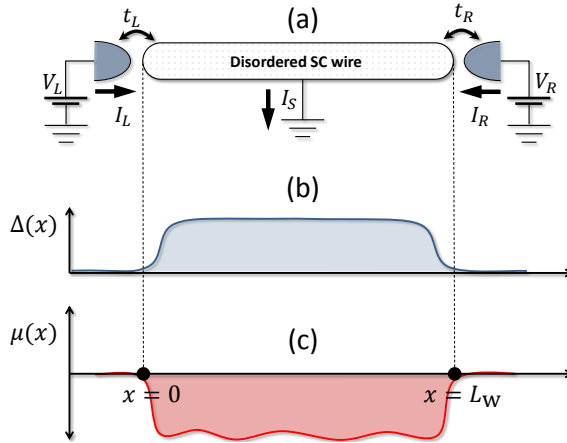 (a)
t_L
t_R
Disordered SC wire
V_L
V_R
I_L
I_S
I_R
(b)
Δ(x)
(c)
μ(x)
x = 0
x = L_W